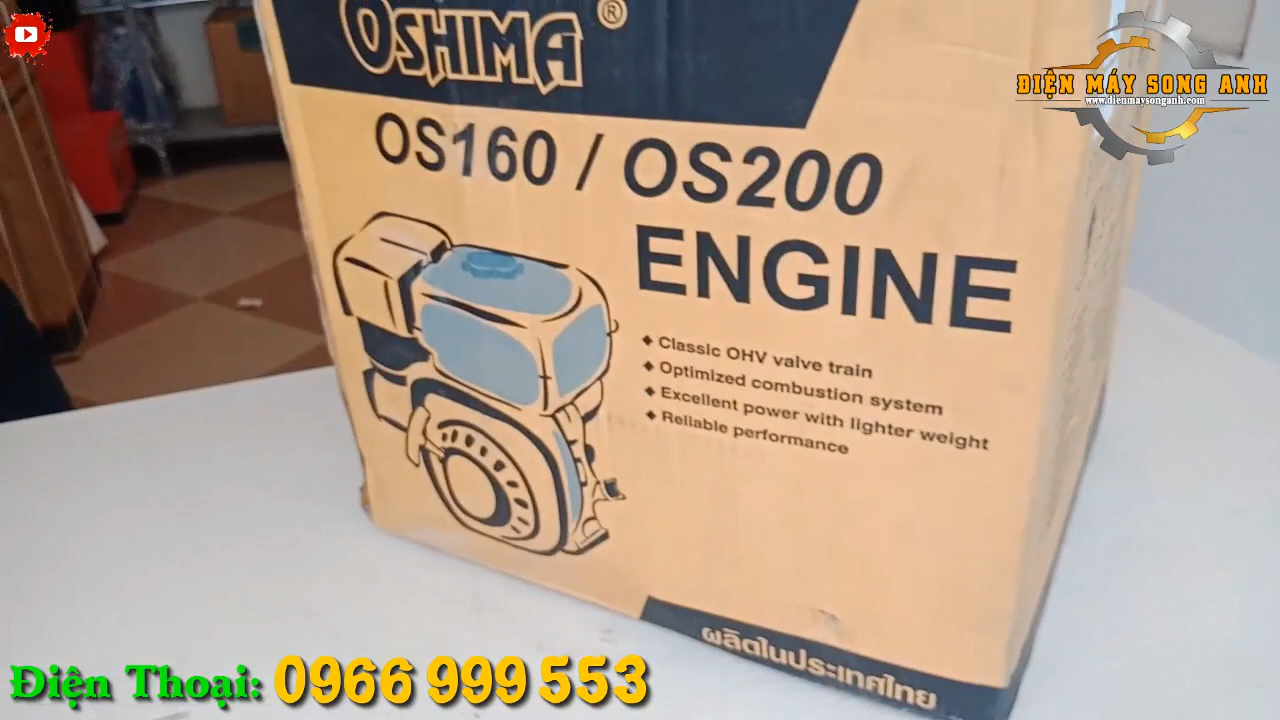 OSHIMA ®
ĐIỆN MÁY SONG ANH
www.dienmaysonganh.com
OS160 / OS200
ENGINE
◆ Classic OHV valve train
◆ Optimized combustion system
◆ Excellent power with lighter weight
◆ Reliable performance
ผลิตในประเทศไทย
Điện Thoại: 0966 999 553